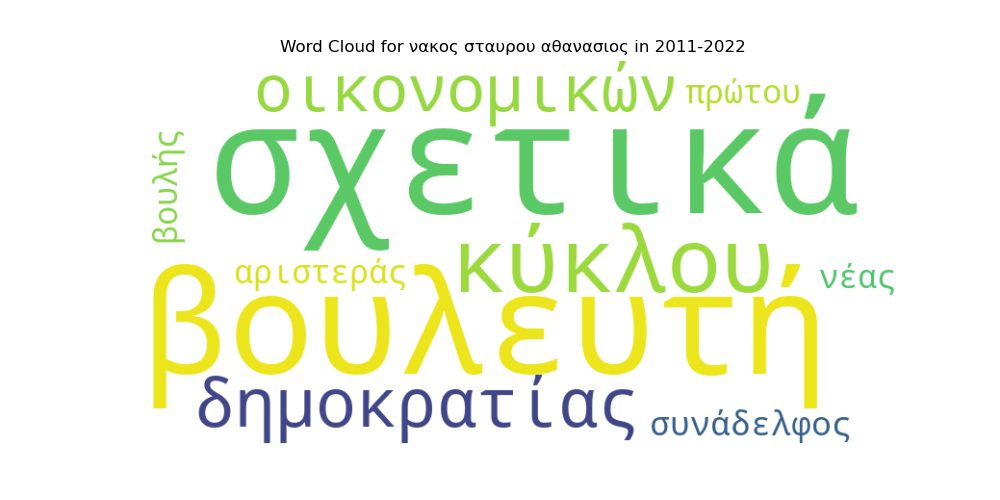 Word Cloud for νακος σταυρου αθανασιος in 2011-2022
οικονομικών
πρώτου
σχετικά
βουλής
κύκλου
αριστεράς
νέας
βουλευτή
δημοκρατίας
συνάδελφος